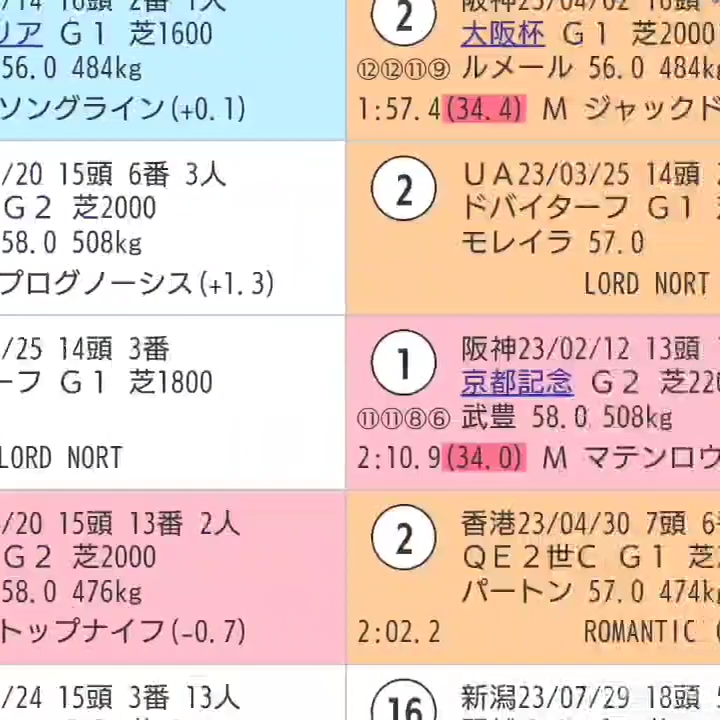 /14 16頭 2番 1人
リア G1 芝1600
56.0 484kg
ソングライン(+0.1)
/20 15頭 6番 3人
G2 芝2000
58.0 508kg
プログノーシス(+1.3)
/25 14頭 3番
ーフ G1 芝1800
LORD NORT
/20 15頭 13番 2人
G2 芝2000
58.0 476kg
トップナイフ(-0.7)
/24 15頭 3番 13人
2
阪神23/04/02 16頭
大阪杯 G1 芝2000
⑫⑫⑪⑨ ルメール 56.0 484k
1:57.4(34.4) M ジャックド
2
UA23/03/25 14頭
ドバイターフ G1
モレイラ 57.0
LORD NORT
1
阪神23/02/12 13頭
京都記念 G2 芝220
⑪⑪⑧⑥ 武豊 58.0 508kg
2:10.9(34.0) M マテンロウ
2
香港23/04/30 7頭 6
QE2世C G1 芝
パートン 57.0 474k
2:02.2 ROMANTIC
16
新潟23/07/29 18頭